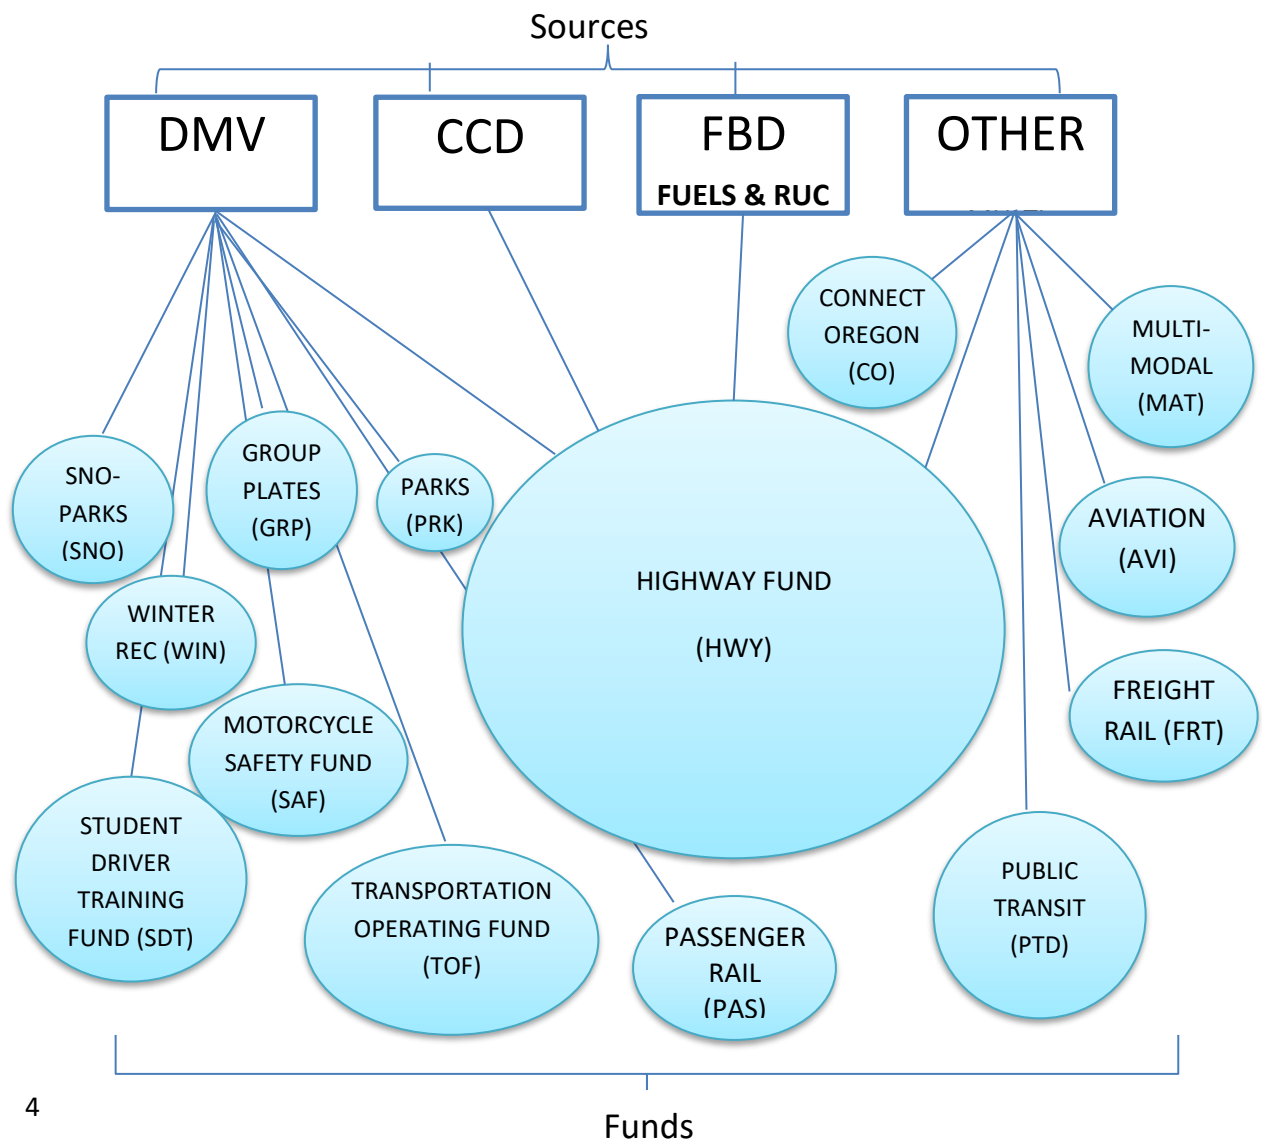 Sources
DMV
CCD
FBD
FUELS & RUC
OTHER
CONNECT
OREGON
(CO)
MULTI-
MODAL
(MAT)
GROUP
PLATES
(GRP)
SNO-
PARKS
(SNO)
PARKS
(PRK)
AVIATION
(AVI)
HIGHWAY FUND
(HWY)
WINTER
REC (WIN)
FREIGHT
RAIL (FRT)
MOTORCYCLE
SAFETY FUND
(SAF)
STUDENT
DRIVER
TRAINING
FUND (SDT)
TRANSPORTATION
OPERATING FUND
(TOF)
PASSENGER
RAIL
(PAS)
PUBLIC
TRANSIT
(PTD)
4
Funds